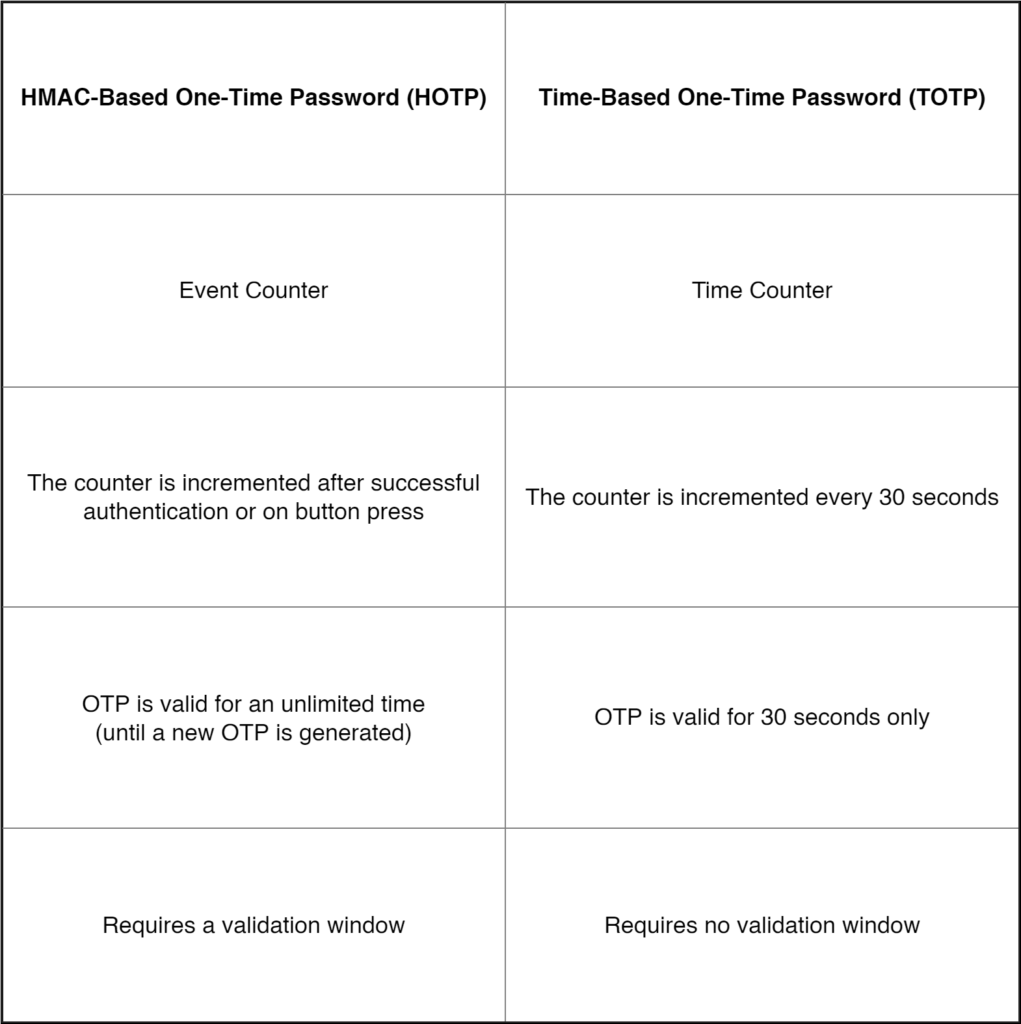 HMAC-Based One-Time Password (HOTP)
Time-Based One-Time Password (TOTP)
Event Counter
Time Counter
The counter is incremented after successful
authentication or on button press
The counter is incremented every 30 seconds
OTP is valid for an unlimited time
(until a new OTP is generated)
OTP is valid for 30 seconds only
Requires a validation window
Requires no validation window